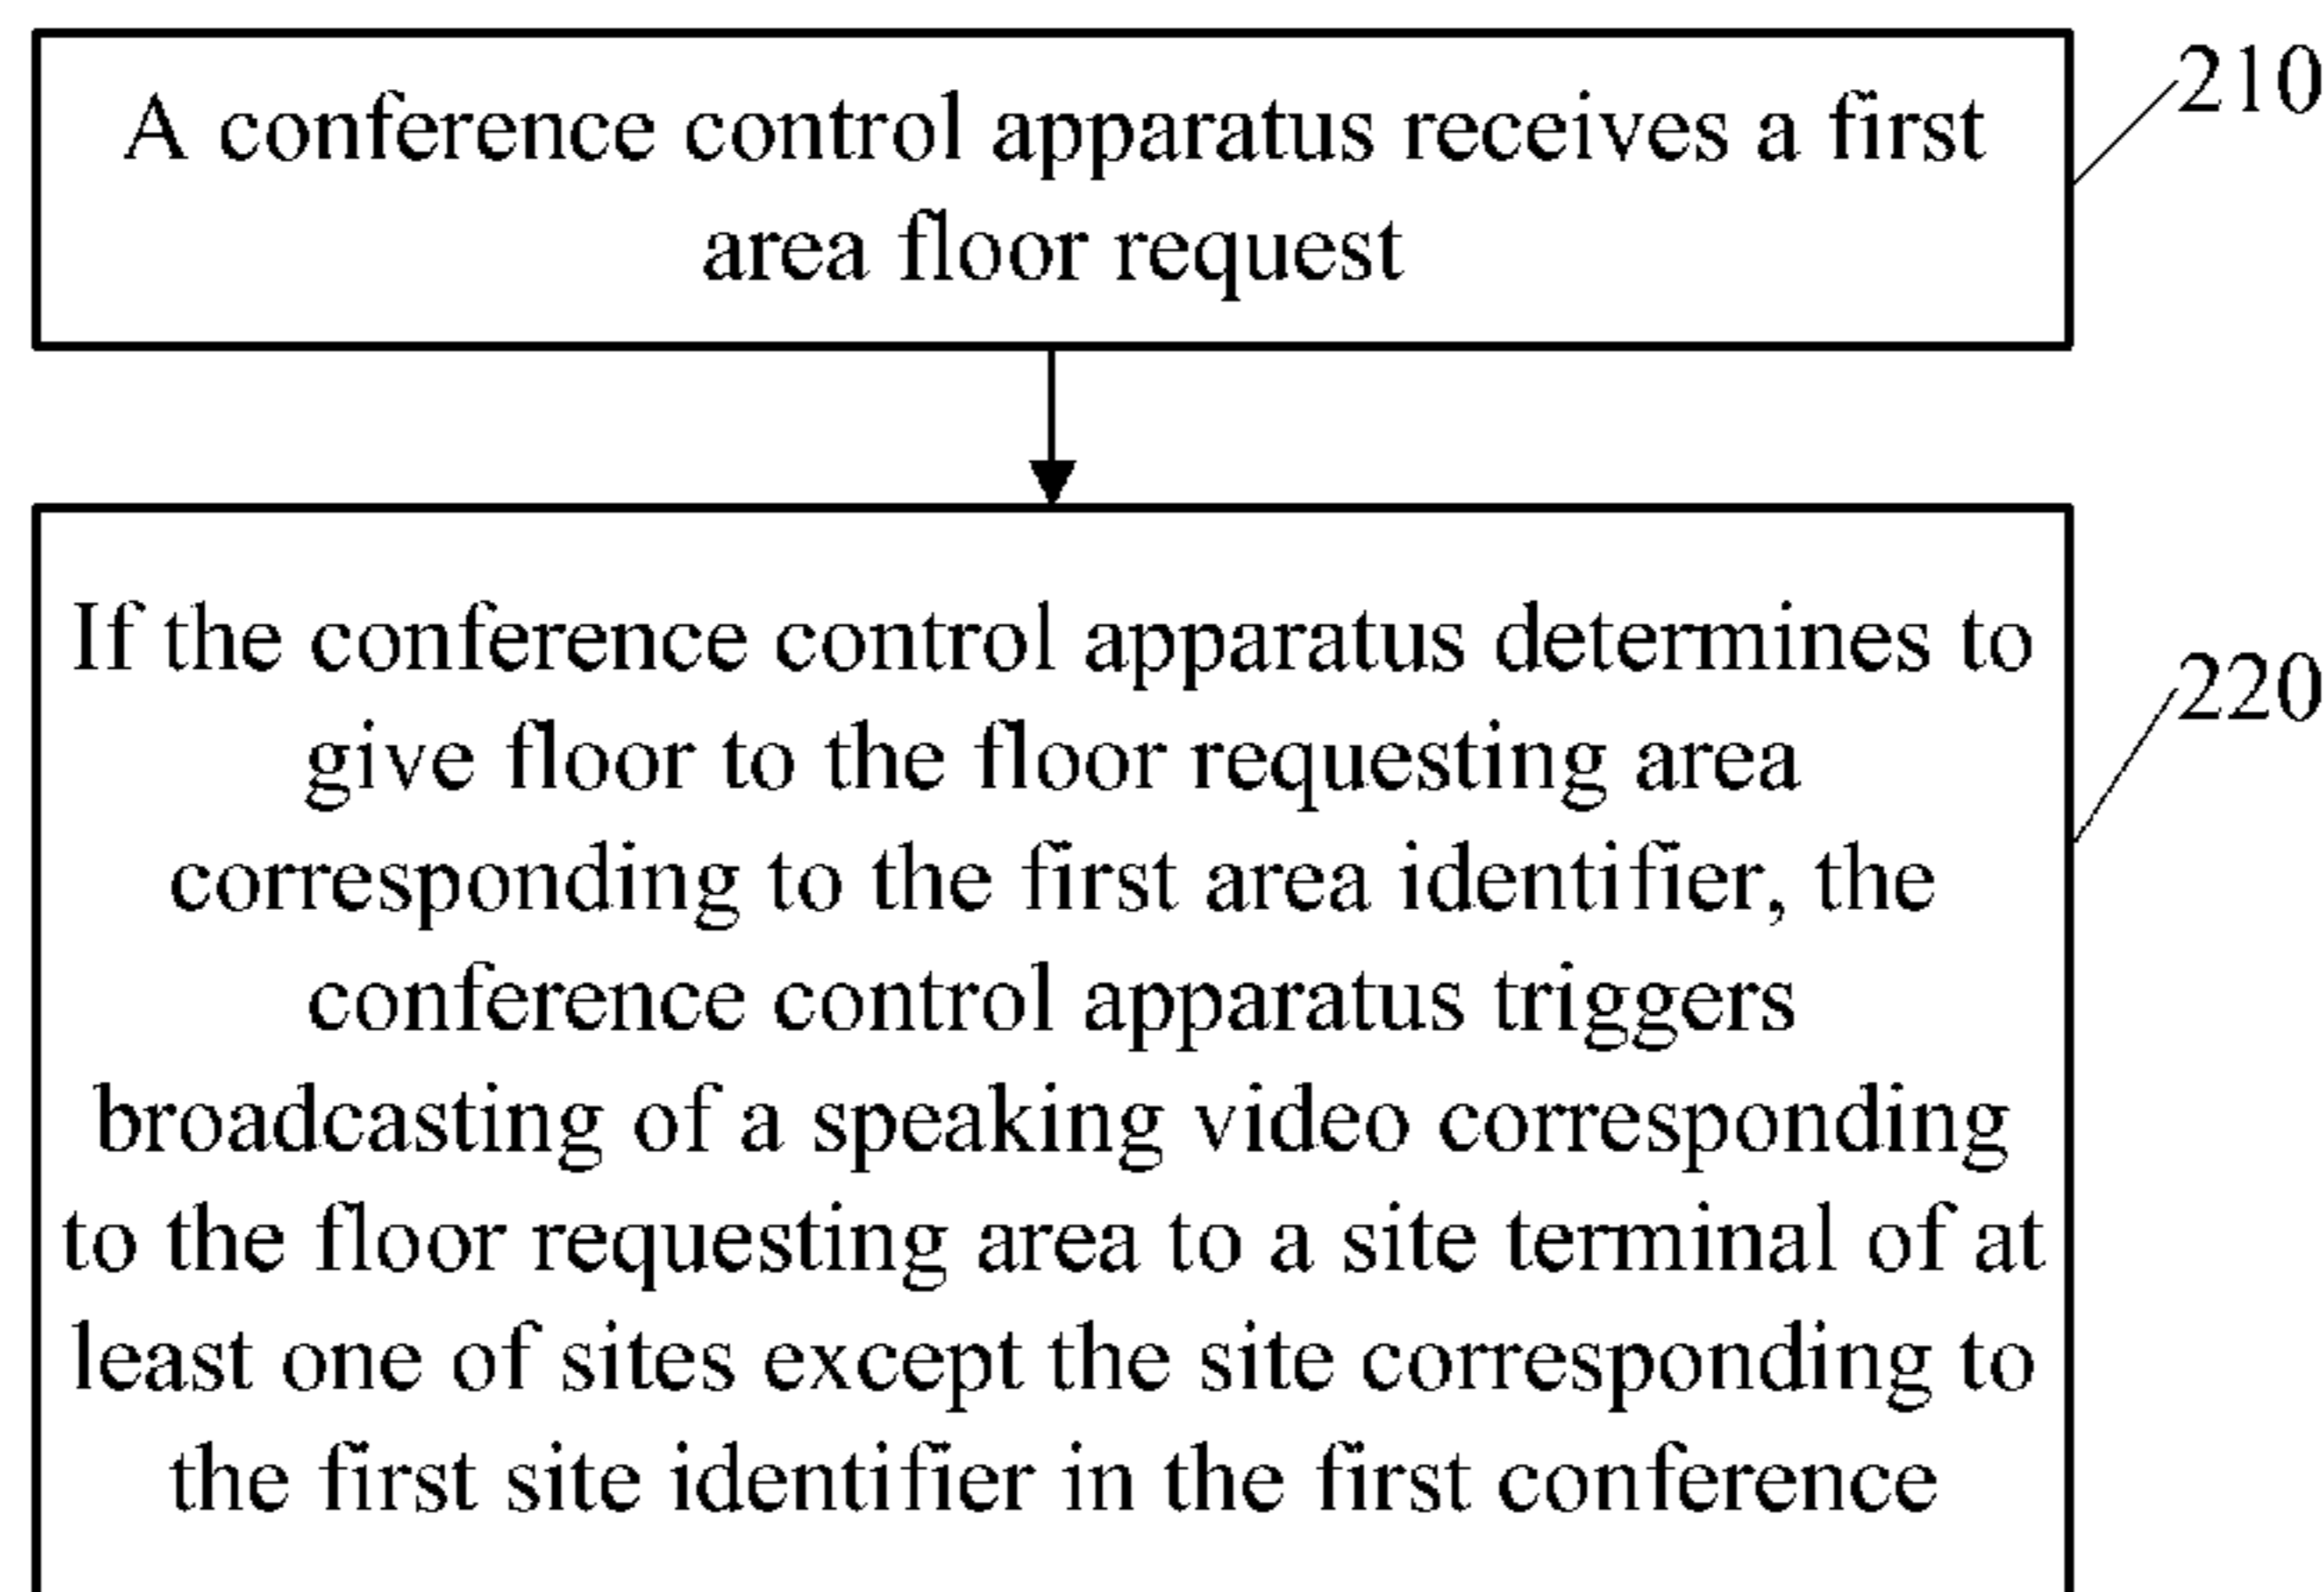 A conference control apparatus receives a first
area floor request
210
If the conference control apparatus determines to
give floor to the floor requesting area
corresponding to the first area identifier, the
conference control apparatus triggers
broadcasting of a speaking video corresponding
to the floor requesting area to a site terminal of at
least one of sites except the site corresponding to
the first site identifier in the first conference
220